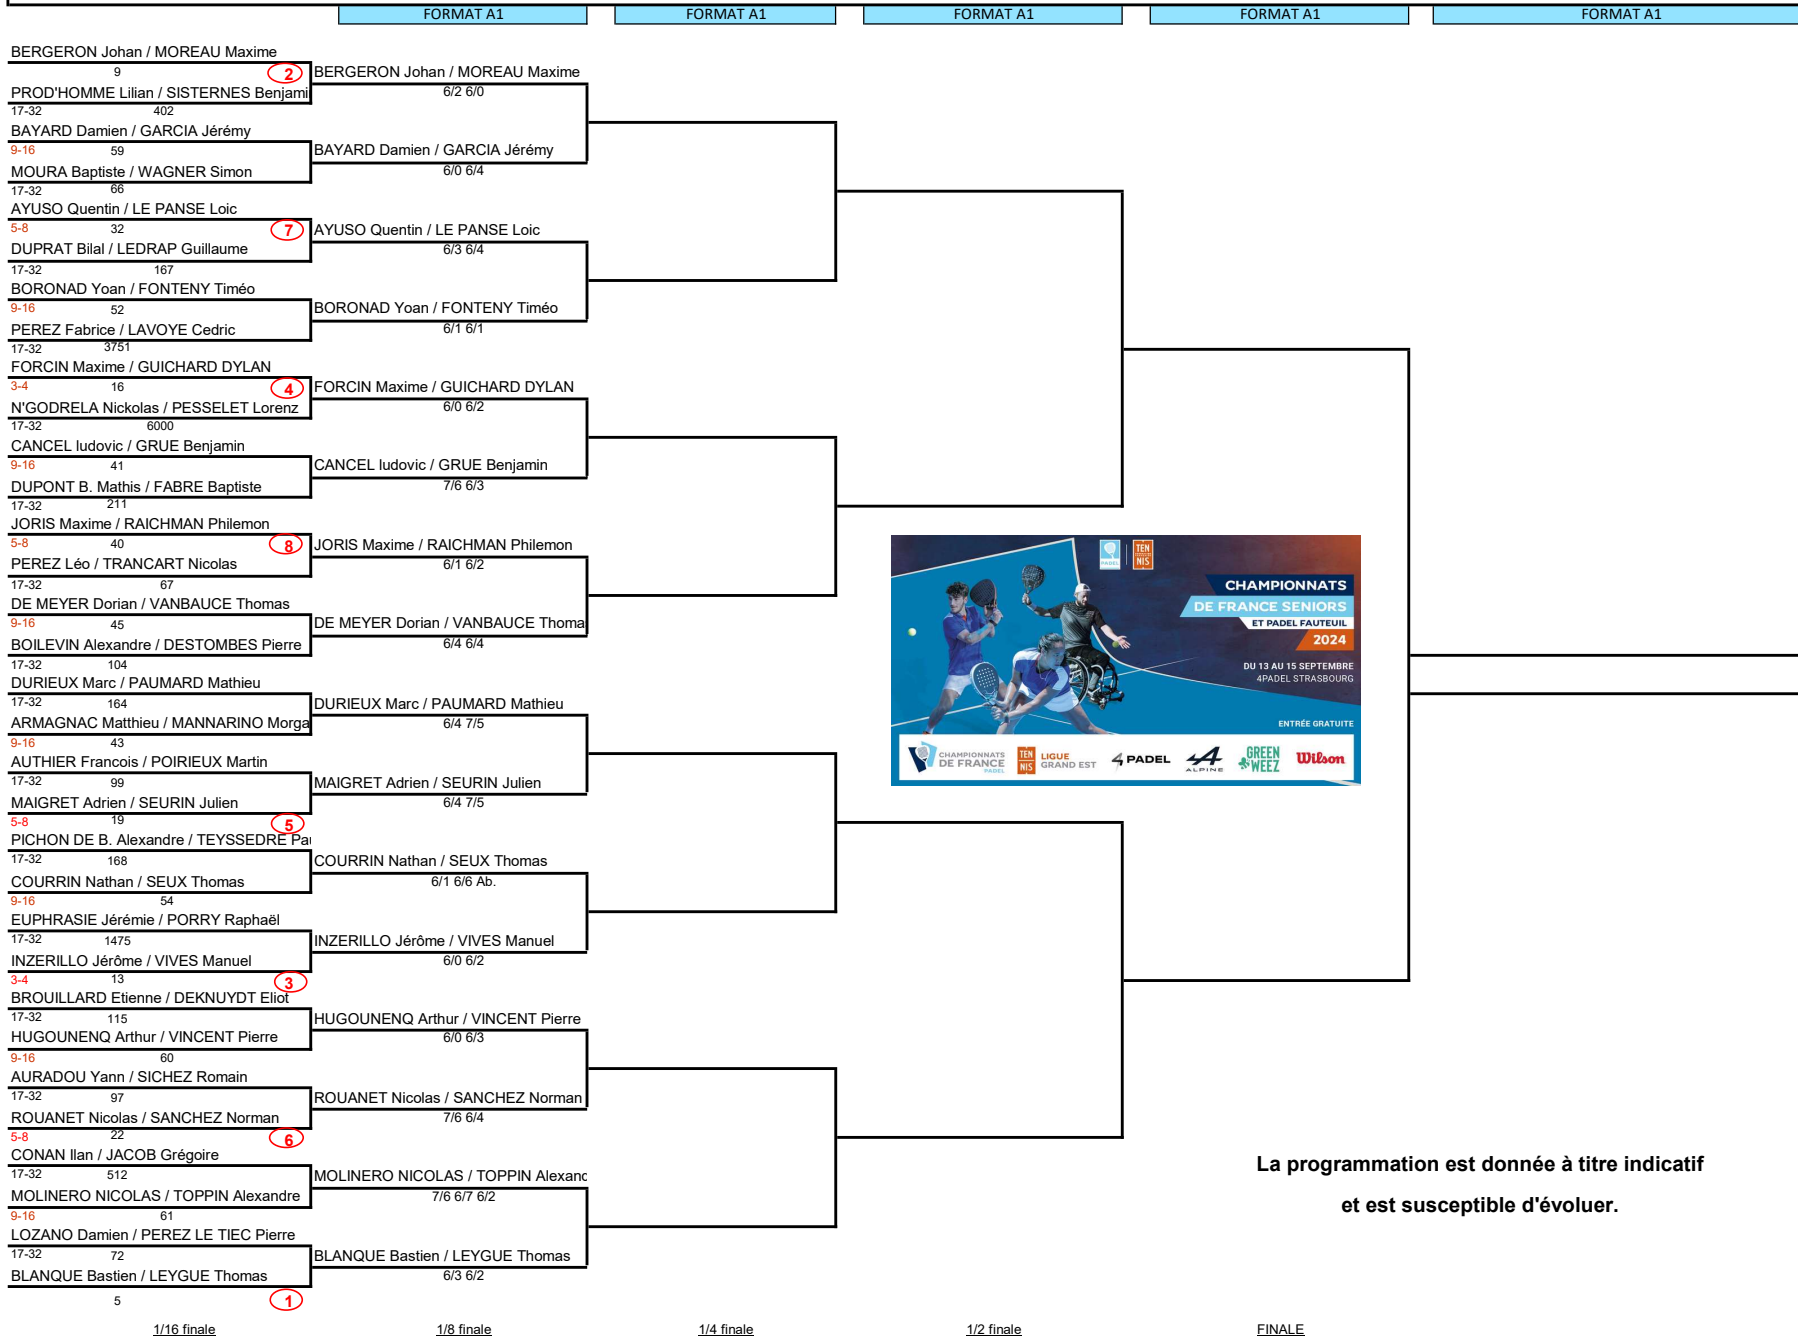 FORMAT A1 FORMAT A1 FORMAT A1 FORMAT A1 FORMAT A1
BERGERON Johan / MOREAU Maxime
9 2
PROD'HOMME Lilian / SISTERNES Benjami
17-32 402
BAYARD Damien / GARCIA Jérémy
9-16 59
MOURA Baptiste / WAGNER Simon
17-32 66
AYUSO Quentin / LE PANSE Loic
5-8 32 7
DUPRAT Bilal / LEDRAP Guillaume
17-32 167
BORONAD Yoan / FONTENY Timéo
9-16 52
PEREZ Fabrice / LAVOYE Cedric
17-32 3751
FORCIN Maxime / GUICHARD DYLAN
3-4 16 4
N'GODRELA Nickolas / PESSELET Lorenz
17-32 6000
CANCEL ludovic / GRUE Benjamin
9-16 41
DUPONT B. Mathis / FABRE Baptiste
17-32 211
JORIS Maxime / RAICHMAN Philemon
5-8 40 8
PEREZ Léo / TRANCART Nicolas
17-32 67
DE MEYER Dorian / VANBAUCE Thomas
9-16 45
BOILEVIN Alexandre / DESTOMBES Pierre
17-32 104
DURIEUX Marc / PAUMARD Mathieu
17-32 164
ARMAGNAC Matthieu / MANNARINO Morga
9-16 43
AUTHIER Francois / POIRIEUX Martin
17-32 99
MAIGRET Adrien / SEURIN Julien
5-8 19 5
PICHON DE B. Alexandre / TEYSSEDRE Pau
17-32 168
COURRIN Nathan / SEUX Thomas
9-16 54
EUPHRASIE Jérémie / PORRY Raphaël
17-32 1475
INZERILLO Jérôme / VIVES Manuel
3-4 13 3
BROUILLARD Etienne / DEKNUYDT Eliot
17-32 115
HUGOUNENQ Arthur / VINCENT Pierre
9-16 60
AURADOU Yann / SICHEZ Romain
17-32 97
ROUANET Nicolas / SANCHEZ Norman
5-8 22 6
CONAN Ilan / JACOB Grégoire
17-32 512
MOLINERO NICOLAS / TOPPIN Alexandre
9-16 61
LOZANO Damien / PEREZ LE TIEC Pierre
17-32 72
BLANQUE Bastien / LEYGUE Thomas
5 1
BERGERON Johan / MOREAU Maxime
6/2 6/0
BAYARD Damien / GARCIA Jérémy
6/0 6/4
AYUSO Quentin / LE PANSE Loic
6/3 6/4
BORONAD Yoan / FONTENY Timéo
6/1 6/1
FORCIN Maxime / GUICHARD DYLAN
6/0 6/2
CANCEL ludovic / GRUE Benjamin
7/6 6/3
JORIS Maxime / RAICHMAN Philemon
6/1 6/2
DE MEYER Dorian / VANBAUCE Thoma
6/4 6/4
DURIEUX Marc / PAUMARD Mathieu
6/4 7/5
MAIGRET Adrien / SEURIN Julien
6/4 7/5
COURRIN Nathan / SEUX Thomas
6/1 6/6 Ab.
INZERILLO Jérôme / VIVES Manuel
6/0 6/2
HUGOUNENQ Arthur / VINCENT Pierre
6/0 6/3
ROUANET Nicolas / SANCHEZ Norman
7/6 6/4
MOLINERO NICOLAS / TOPPIN Alexand
7/6 6/7 6/2
BLANQUE Bastien / LEYGUE Thomas
6/3 6/2
PADEL TENNIS
CHAMPIONNATS
DE FRANCE SENIORS
ET PADEL FAUTEUIL
2024
DU 13 AU 15 SEPTEMBRE
4PADEL STRASBOURG
ENTRÉE GRATUITE
CHAMPIONNATS DE FRANCE PADEL TENNIS LIGUE GRAND EST 4PADEL ALPINE GREEN WEEZ Wilson
La programmation est donnée à titre indicatif
et est susceptible d'évoluer.
1/16 finale 1/8 finale 1/4 finale 1/2 finale FINALE